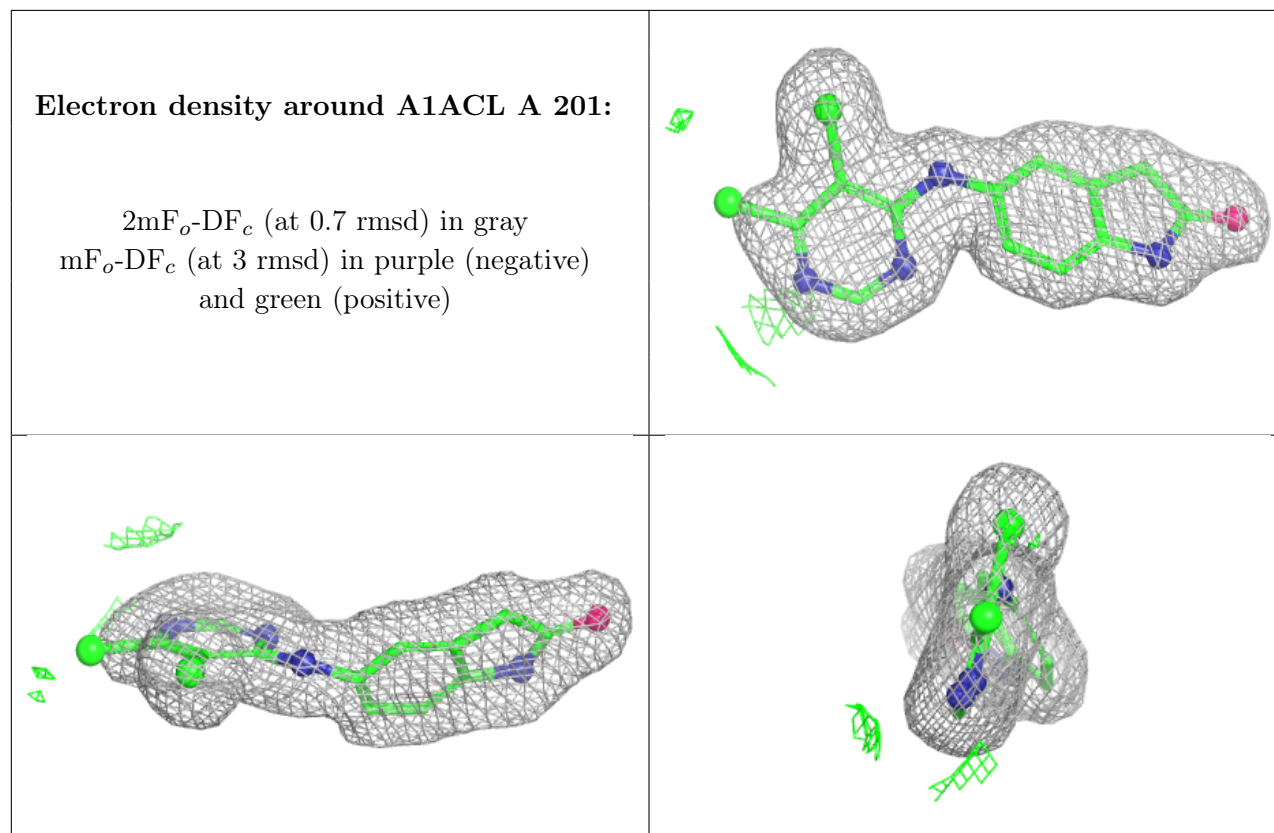 Electron density around A1ACL A 201:
2mFo-DFc (at 0.7 rmsd) in gray
mFo-DFc (at 3 rmsd) in purple (negative)
and green (positive)